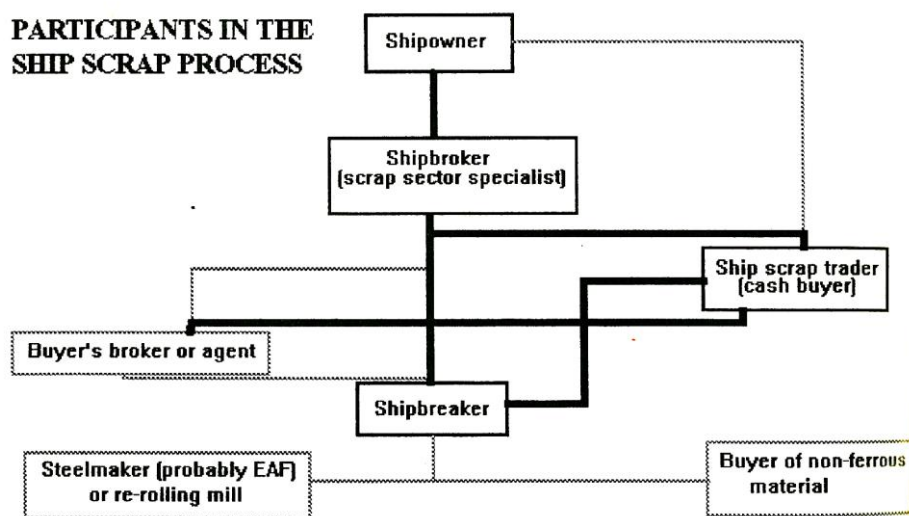 PARTICIPANTS IN THE
SHIP SCRAP PROCESS
Shipowner
Shipbroker
(scrap sector specialist)
Ship scrap trader
(cash buyer)
Buyer's broker or agent
Shipbreaker
Steelmaker (probably EAF)
or re-rolling mill
Buyer of non-ferrous
material